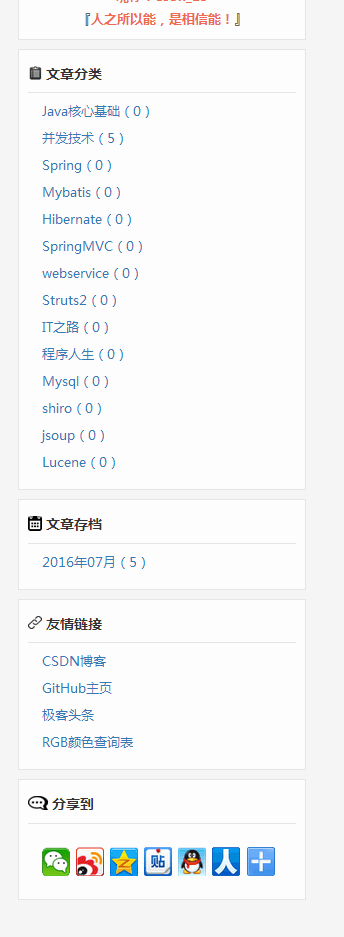 『人之所以能，是相信能！』
文章分类
Java核心基础（0）
并发技术（5）
Spring（0）
Mybatis（0）
Hibernate（0）
SpringMVC（0）
webservice（0）
Struts2（0）
IT之路（0）
程序人生（0）
Mysql（0）
shiro（0）
jsoup（0）
Lucene（0）
文章存档
2016年07月（5）
友情链接
CSDN博客
GitHub主页
极客头条
RGB颜色查询表
分享到
贴